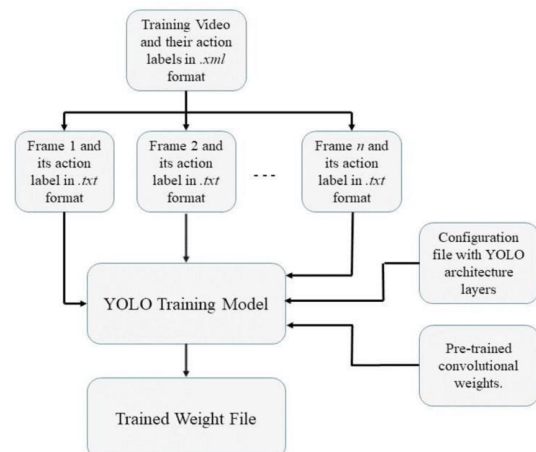 Training Video
and their action
labels in .xml
format
Frame 1 and
its action
label in .txt
format
Frame 2 and
its action
label in .txt
format
- - -
Frame n and
its action
label in .txt
format
Configuration
file with YOLO
architecture
layers
YOLO Training Model
Pre-trained
convolutional
weights.
Trained Weight File